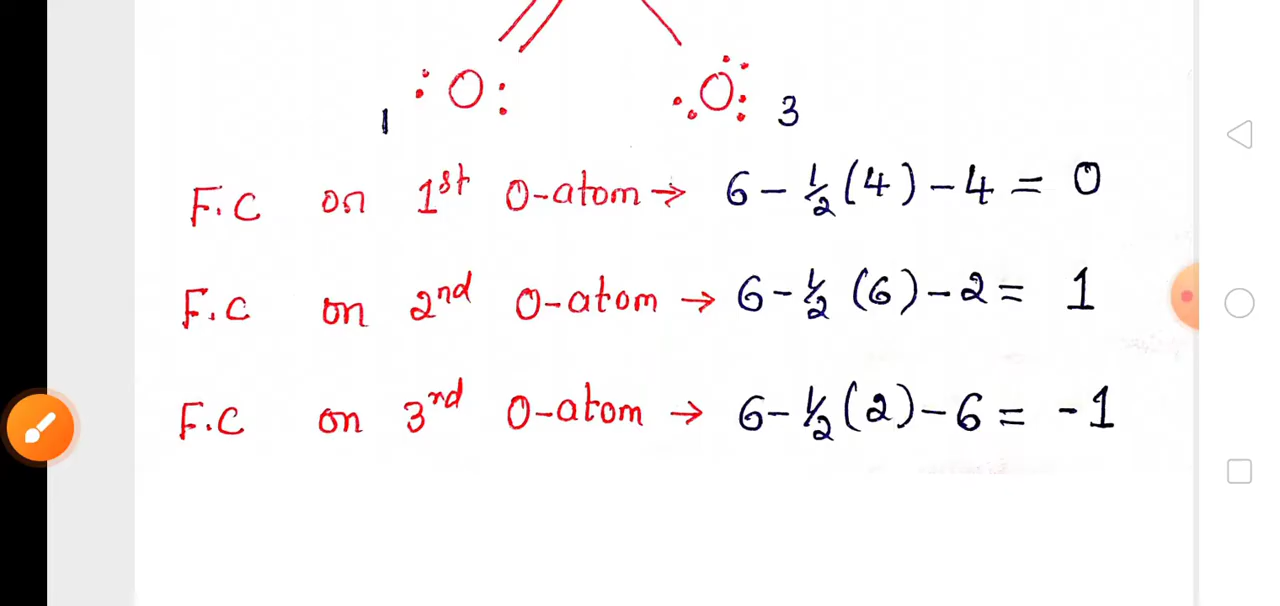 :O: :Ö:
1 3
F.C on 1st O-atom → 6 - 1/2 (4) - 4 = 0
F.C on 2nd O-atom → 6 - 1/2 (6) - 2 = 1
F.C on 3rd O-atom → 6 - 1/2 (2) - 6 = -1